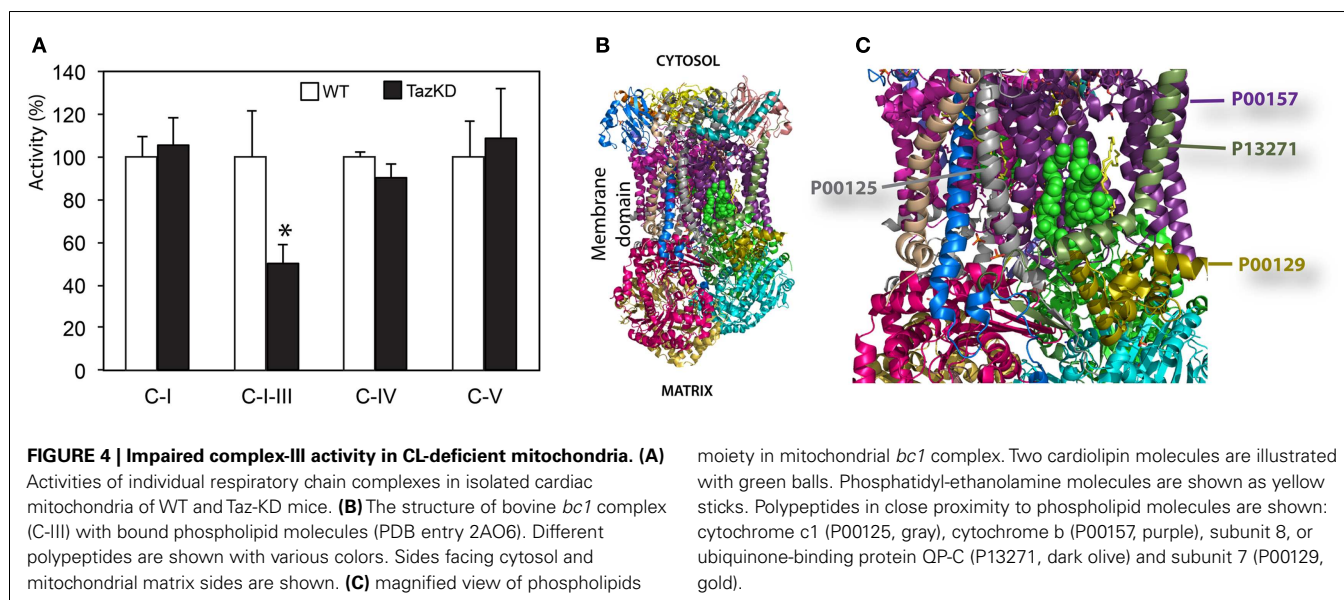 A
140
120
100
80
60
40
20
0
Activity (%)
WT
TazKD
*
C-I
C-I-III
C-IV
C-V
B
CYTOSOL
Membrane
domain
MATRIX
C
P00157
P13271
P00125
P00129
FIGURE 4 | Impaired complex-III activity in CL-deficient mitochondria. (A)
Activities of individual respiratory chain complexes in isolated cardiac
mitochondria of WT and Taz-KD mice. (B) The structure of bovine bc1 complex
(C-III) with bound phospholipid molecules (PDB entry 2AO6). Different
polypeptides are shown with various colors. Sides facing cytosol and
mitochondrial matrix sides are shown. (C) magnified view of phospholipids
moiety in mitochondrial bc1 complex. Two cardiolipin molecules are illustrated
with green balls. Phosphatidyl-ethanolamine molecules are shown as yellow
sticks. Polypeptides in close proximity to phospholipid molecules are shown:
cytochrome c1 (P00125, gray), cytochrome b (P00157, purple), subunit 8, or
ubiquinone-binding protein QP-C (P13271, dark olive) and subunit 7 (P00129,
gold).